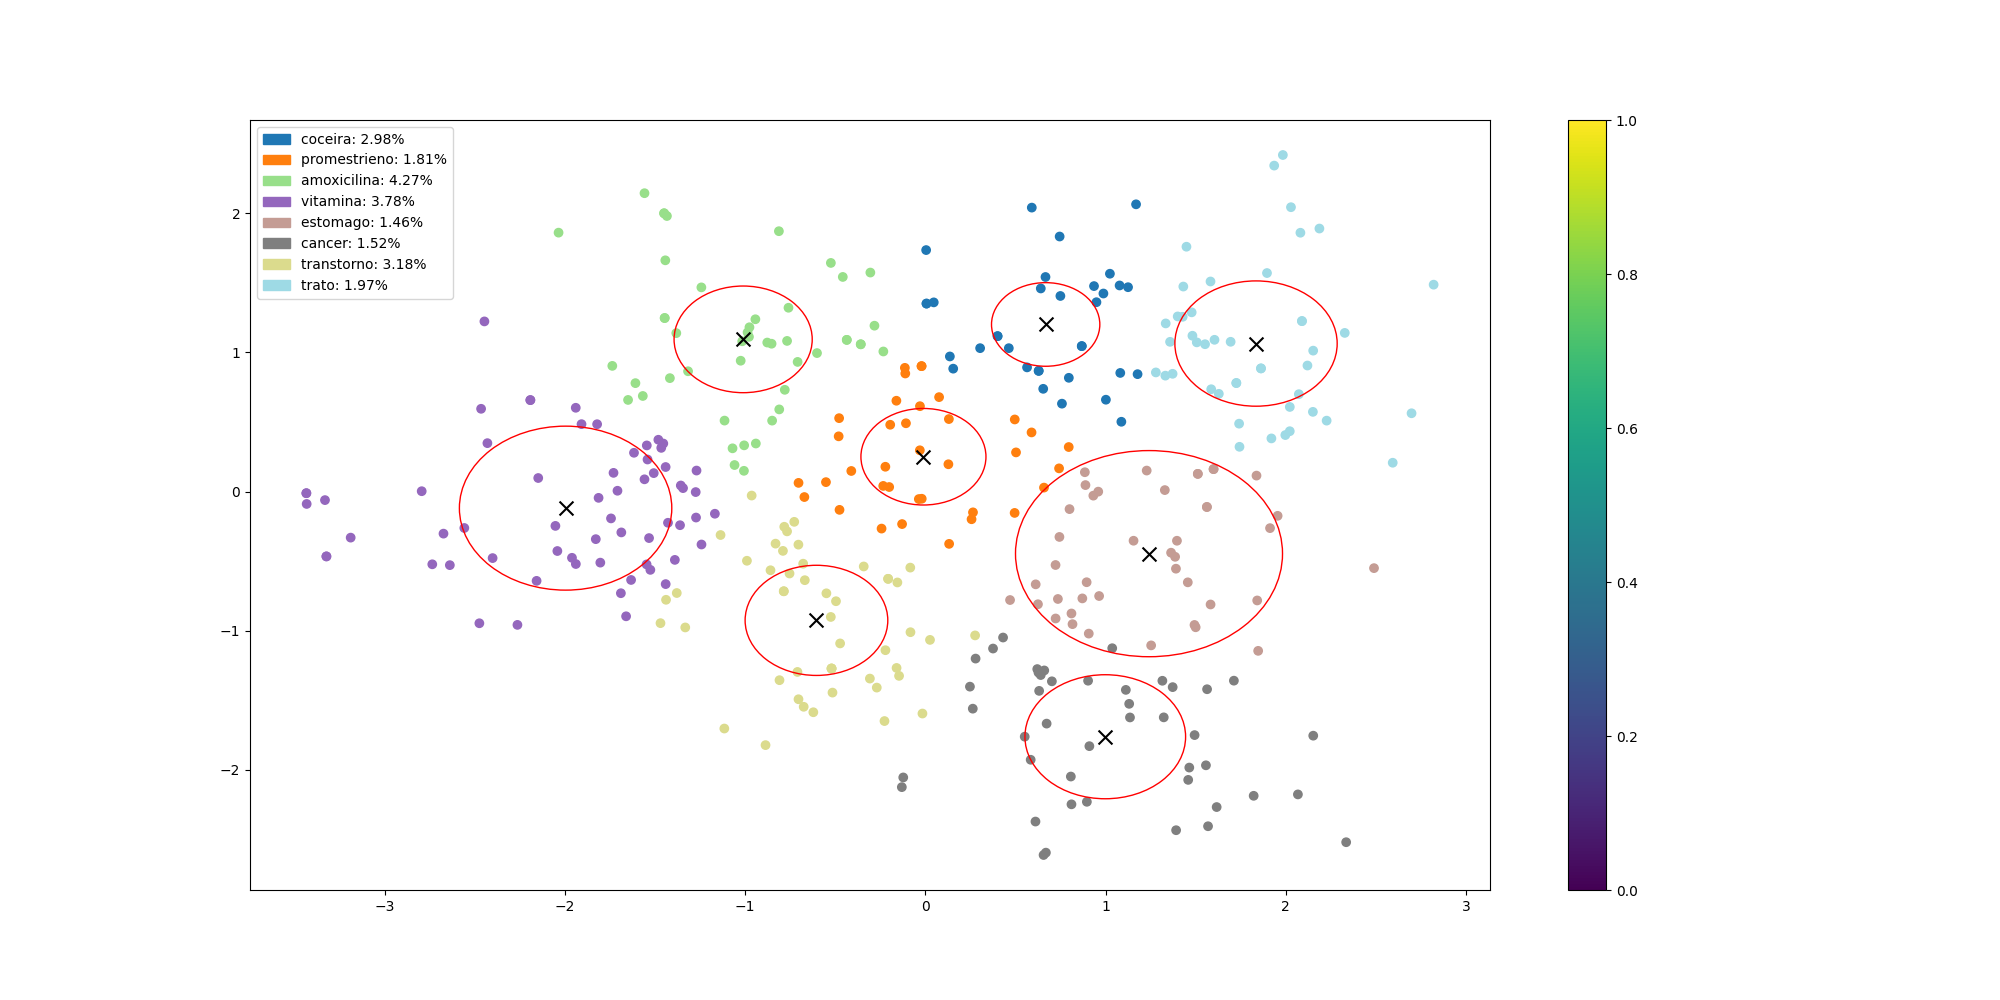 coceira: 2.98%
promestrieno: 1.81%
amoxicilina: 4.27%
vitamina: 3.78%
estomago: 1.46%
cancer: 1.52%
transtorno: 3.18%
trato: 1.97%
2
1
0
−1
−2
−3
−2
−1
0
1
2
3
1.0
0.8
0.6
0.4
0.2
0.0